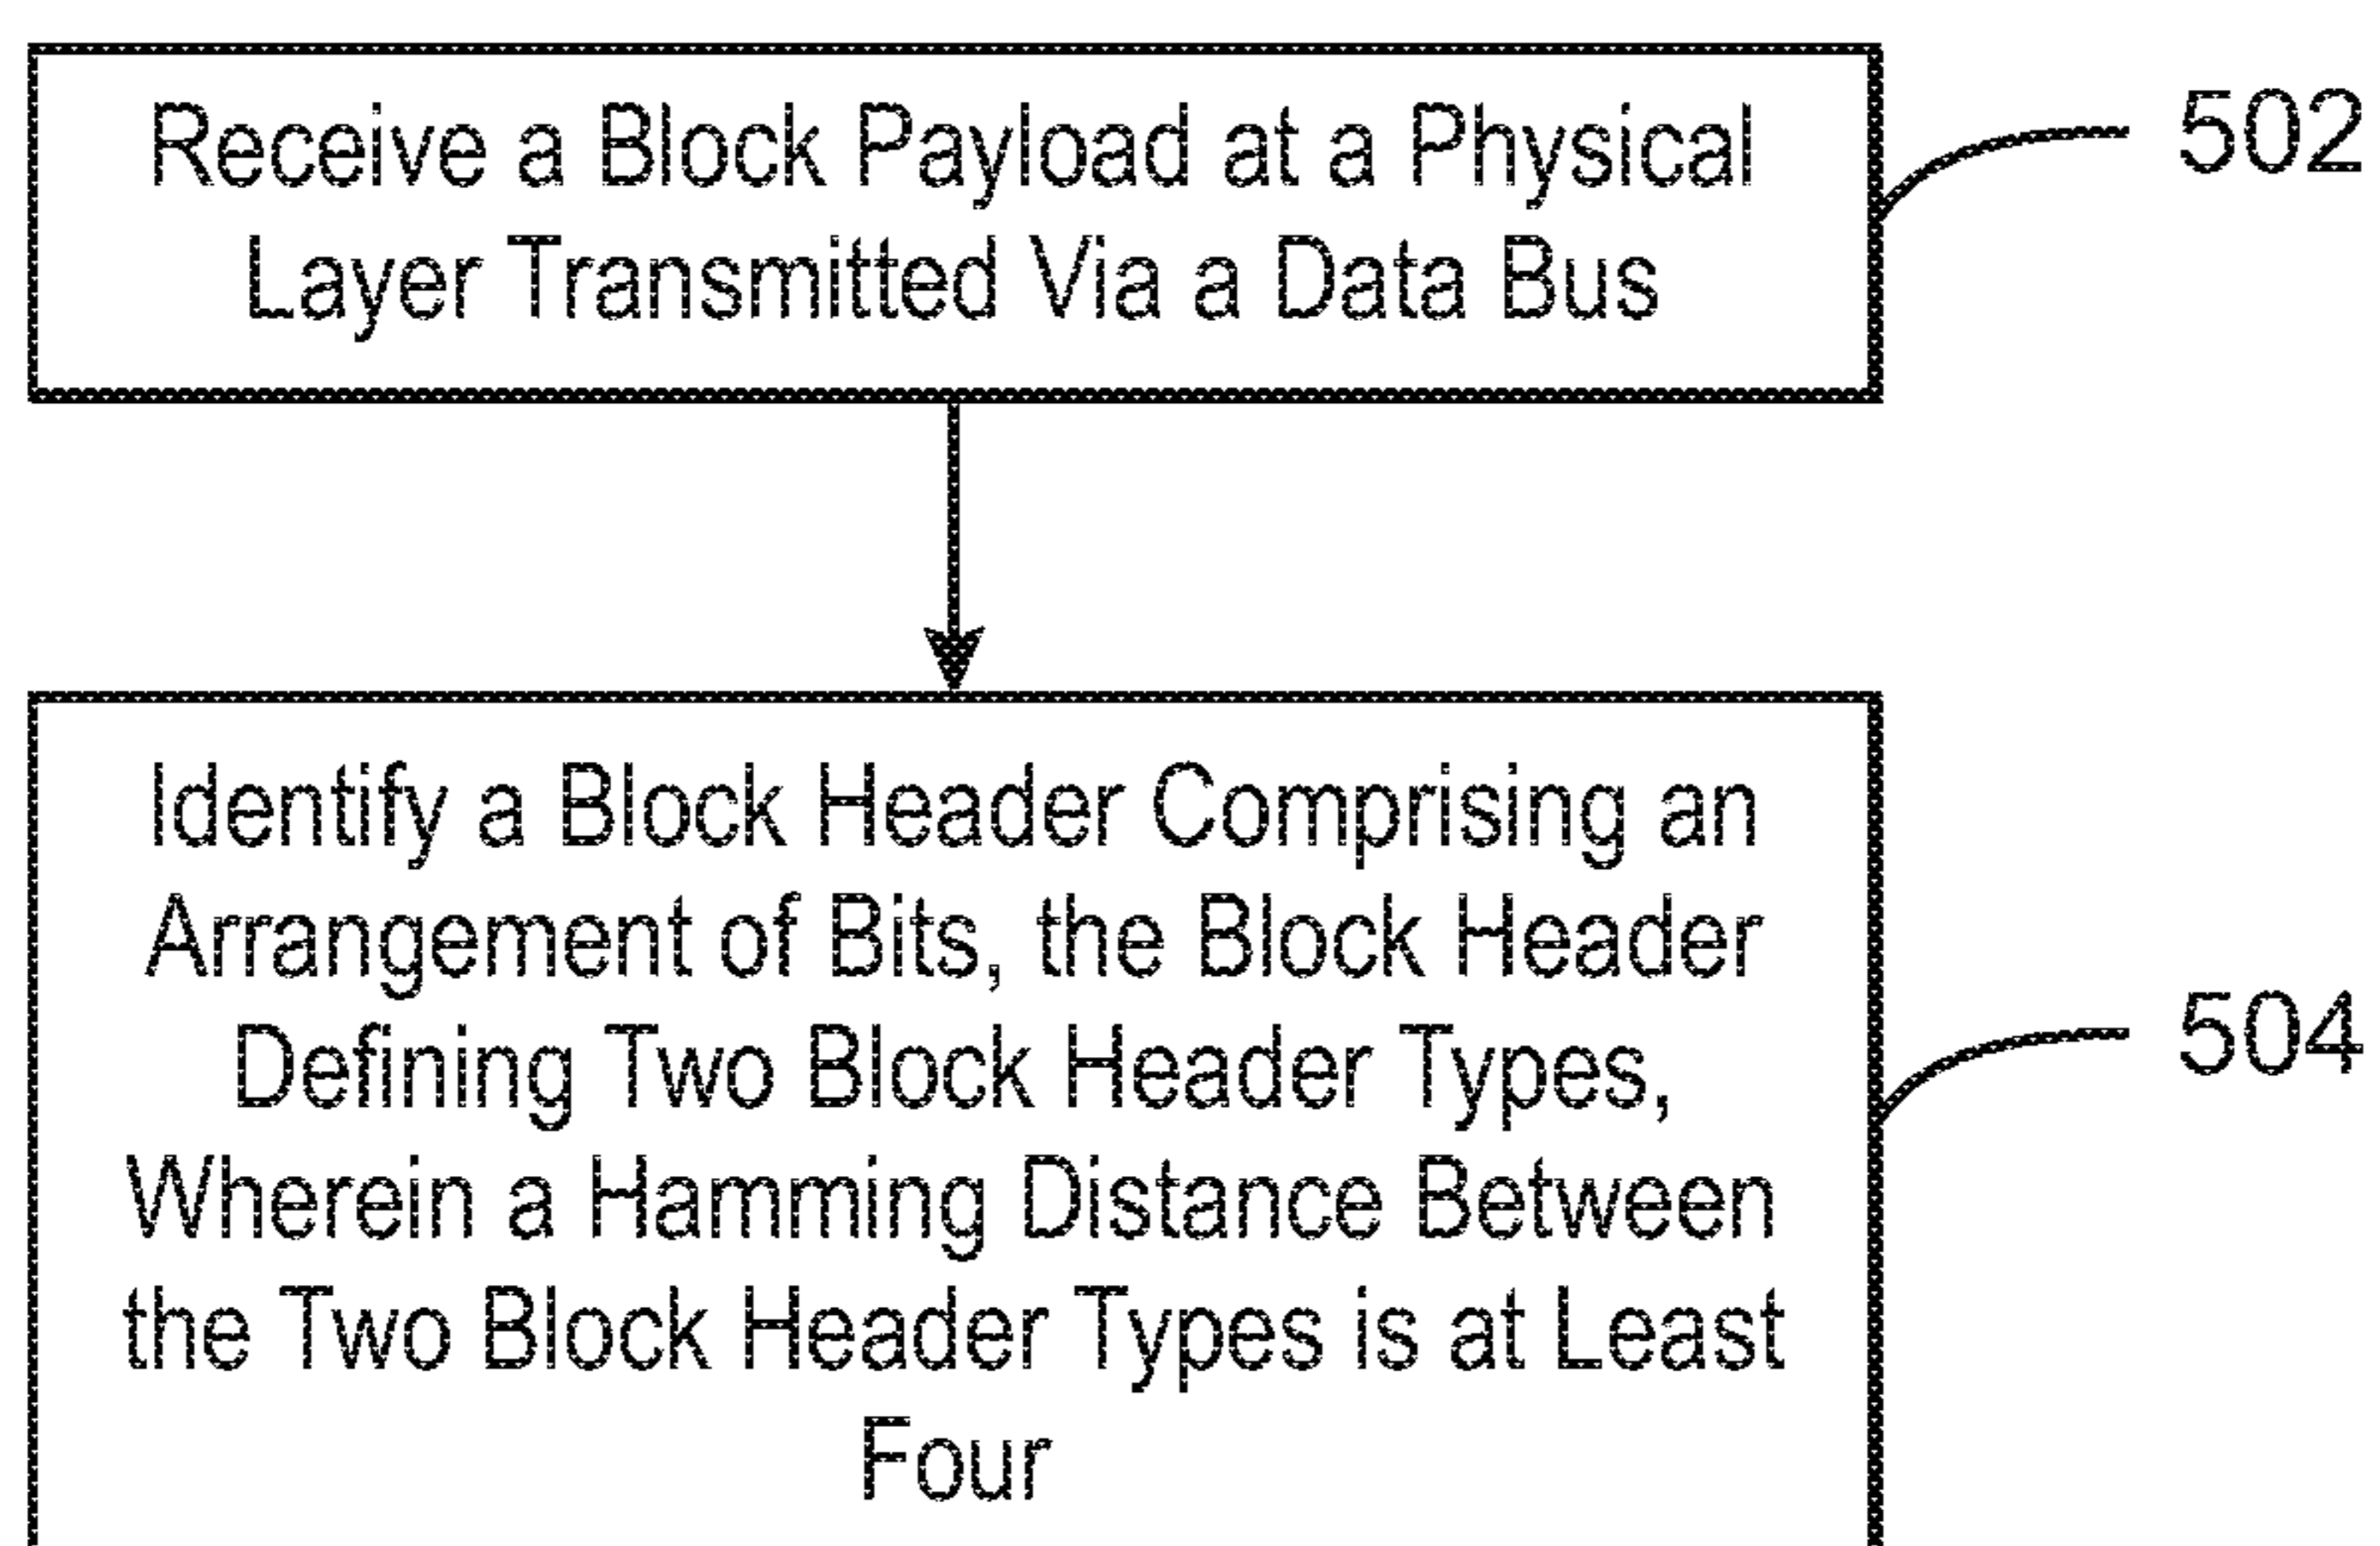 Receive a Block Payload at a Physical
Layer Transmitted Via a Data Bus
502
Identify a Block Header Comprising an
Arrangement of Bits, the Block Header
Defining Two Block Header Types,
Wherein a Hamming Distance Between
the Two Block Header Types is at Least
Four
504